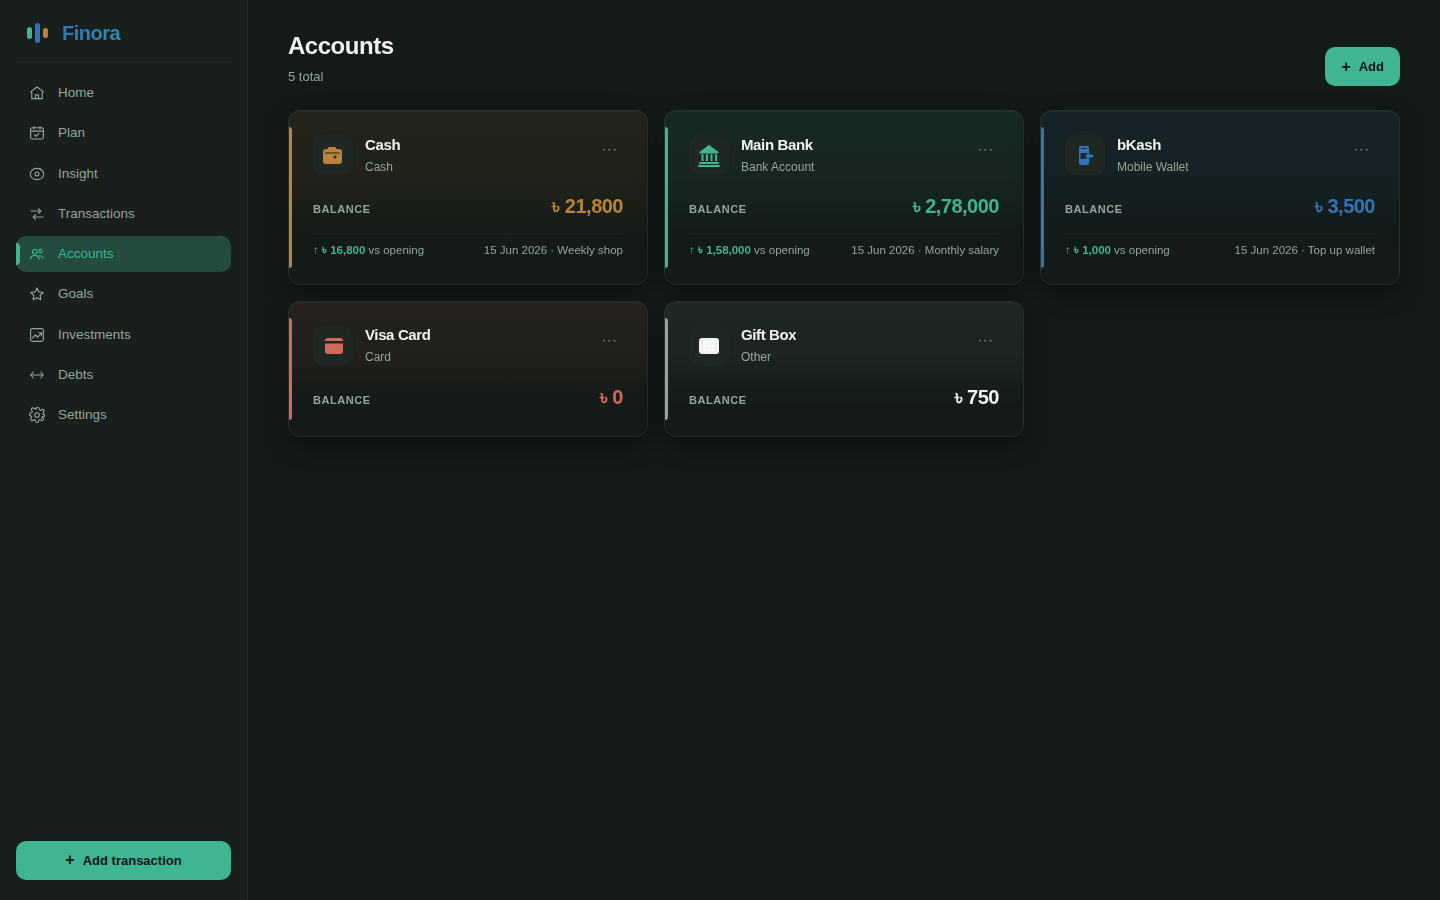 Finora
Home
Plan
Insight
Transactions
Accounts
Goals
Investments
Debts
Settings
+ Add transaction
Accounts
5 total
+ Add
Cash
Cash
...
BALANCE ৳ 21,800
↑ ৳ 16,800 vs opening 15 Jun 2026 · Weekly shop
Main Bank
Bank Account
...
BALANCE ৳ 2,78,000
↑ ৳ 1,58,000 vs opening 15 Jun 2026 · Monthly salary
bKash
Mobile Wallet
...
BALANCE ৳ 3,500
↑ ৳ 1,000 vs opening 15 Jun 2026 · Top up wallet
Visa Card
Card
...
BALANCE ৳ 0
Gift Box
Other
...
BALANCE ৳ 750